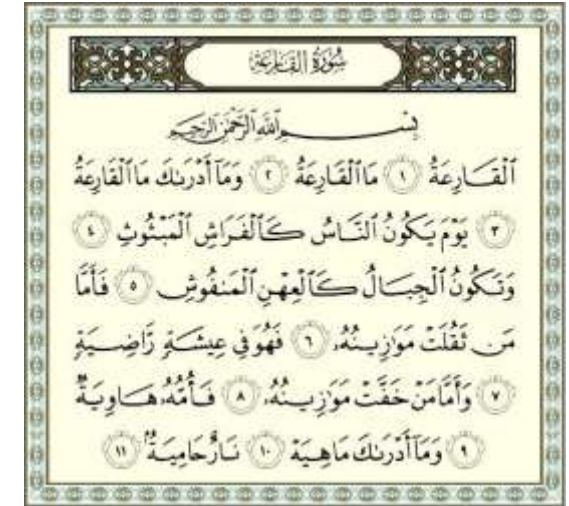 سُورَةُ القَارِعَةِ
بِسْمِ ٱللَّهِ ٱلرَّحْمَٰنِ ٱلرَّحِيمِ
ٱلْقَارِعَةُ ١ مَا ٱلْقَارِعَةُ ٢ وَمَآ أَدْرَىٰكَ مَا ٱلْقَارِعَةُ
٣ يَوْمَ يَكُونُ ٱلنَّاسُ كَٱلْفَرَاشِ ٱلْمَبْثُوثِ ٤
وَتَكُونُ ٱلْجِبَالُ كَٱلْعِهْنِ ٱلْمَنفُوشِ ٥ فَأَمَّا
مَن ثَقُلَتْ مَوَٰزِينُهُۥ ٦ فَهُوَ فِى عِيشَةٍ رَّاضِيَةٍ
٧ وَأَمَّا مَنْ خَفَّتْ مَوَٰزِينُهُۥ ٨ فَأُمُّهُۥ هَاوِيَةٌ
٩ وَمَآ أَدْرَىٰكَ مَا هِيَهْ ١٠ نَارٌ حَامِيَةٌۢ ١١